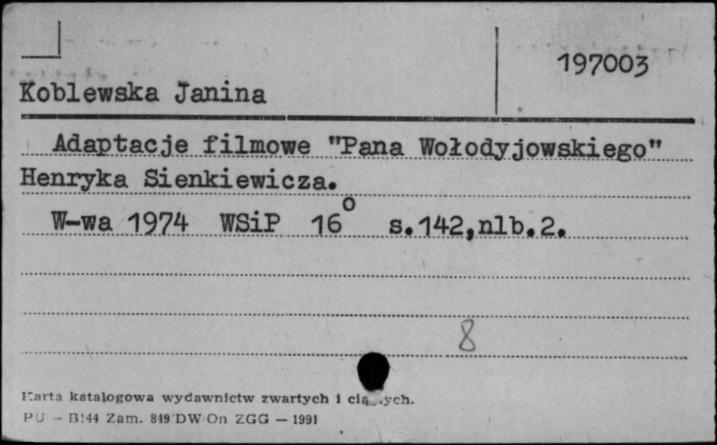 197003
Koblewska Janina
Adaptacje filmowe "Pana Wołodyjowskiego"
Henryka Sienkiewicza.
W-wa 1974 WSiP 16° s.142,nlb.2.
8
Karta katalogowa wydawnictw zwartych i
PU – B144 Zam. 849 DW On ZGG — 1991